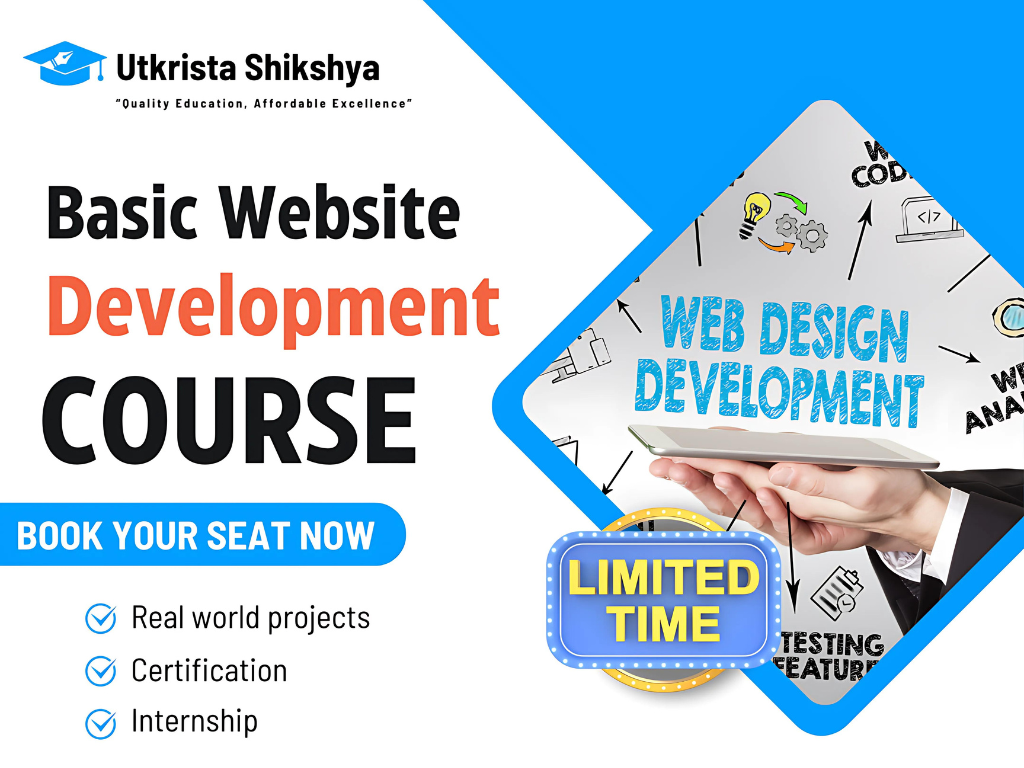 Utkrista Shikshya
"Quality Education, Affordable Excellence"
Basic Website
Development
COURSE
BOOK YOUR SEAT NOW
Real world projects
Certification
Internship
WEB DESIGN
DEVELOPMENT
</>
LIMITED
TIME
TESTING